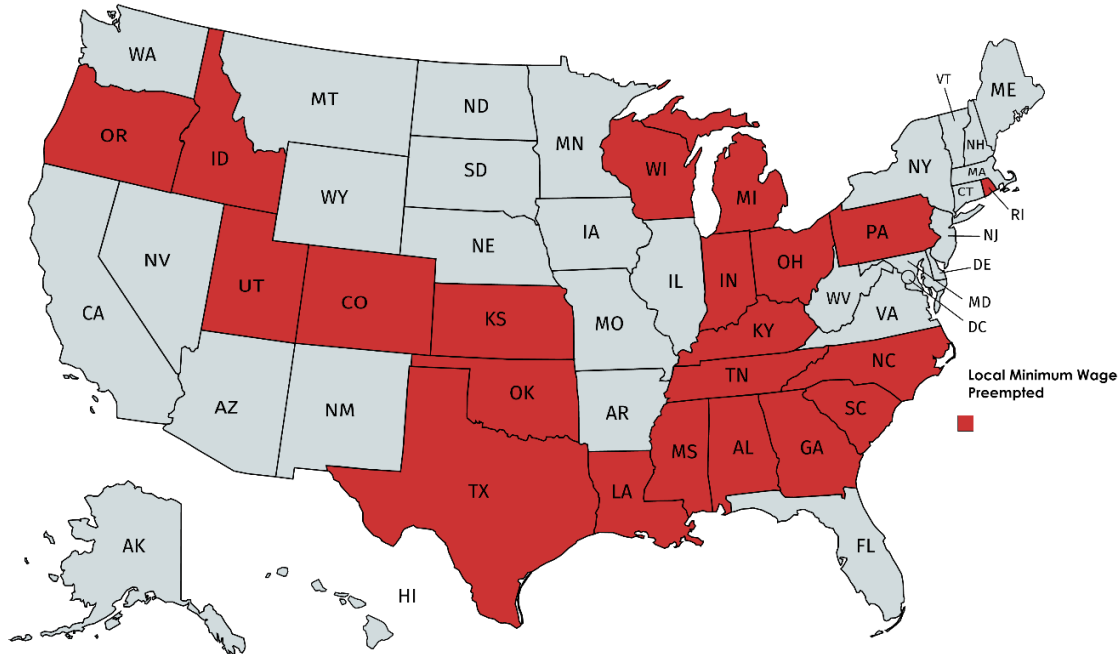 WA
MT
ND
MN
VT
ME
OR
ID
SD
WI
MI
NY
NH
MA
CT
RI
WY
NE
IA
PA
NJ
NV
UT
CO
KS
IL
IN
OH
DE
MD
DC
CA
MO
WV
VA
KY
AZ
NM
OK
AR
TN
NC
SC
Local Minimum Wage
Preempted
TX
LA
MS
AL
GA
FL
AK
HI